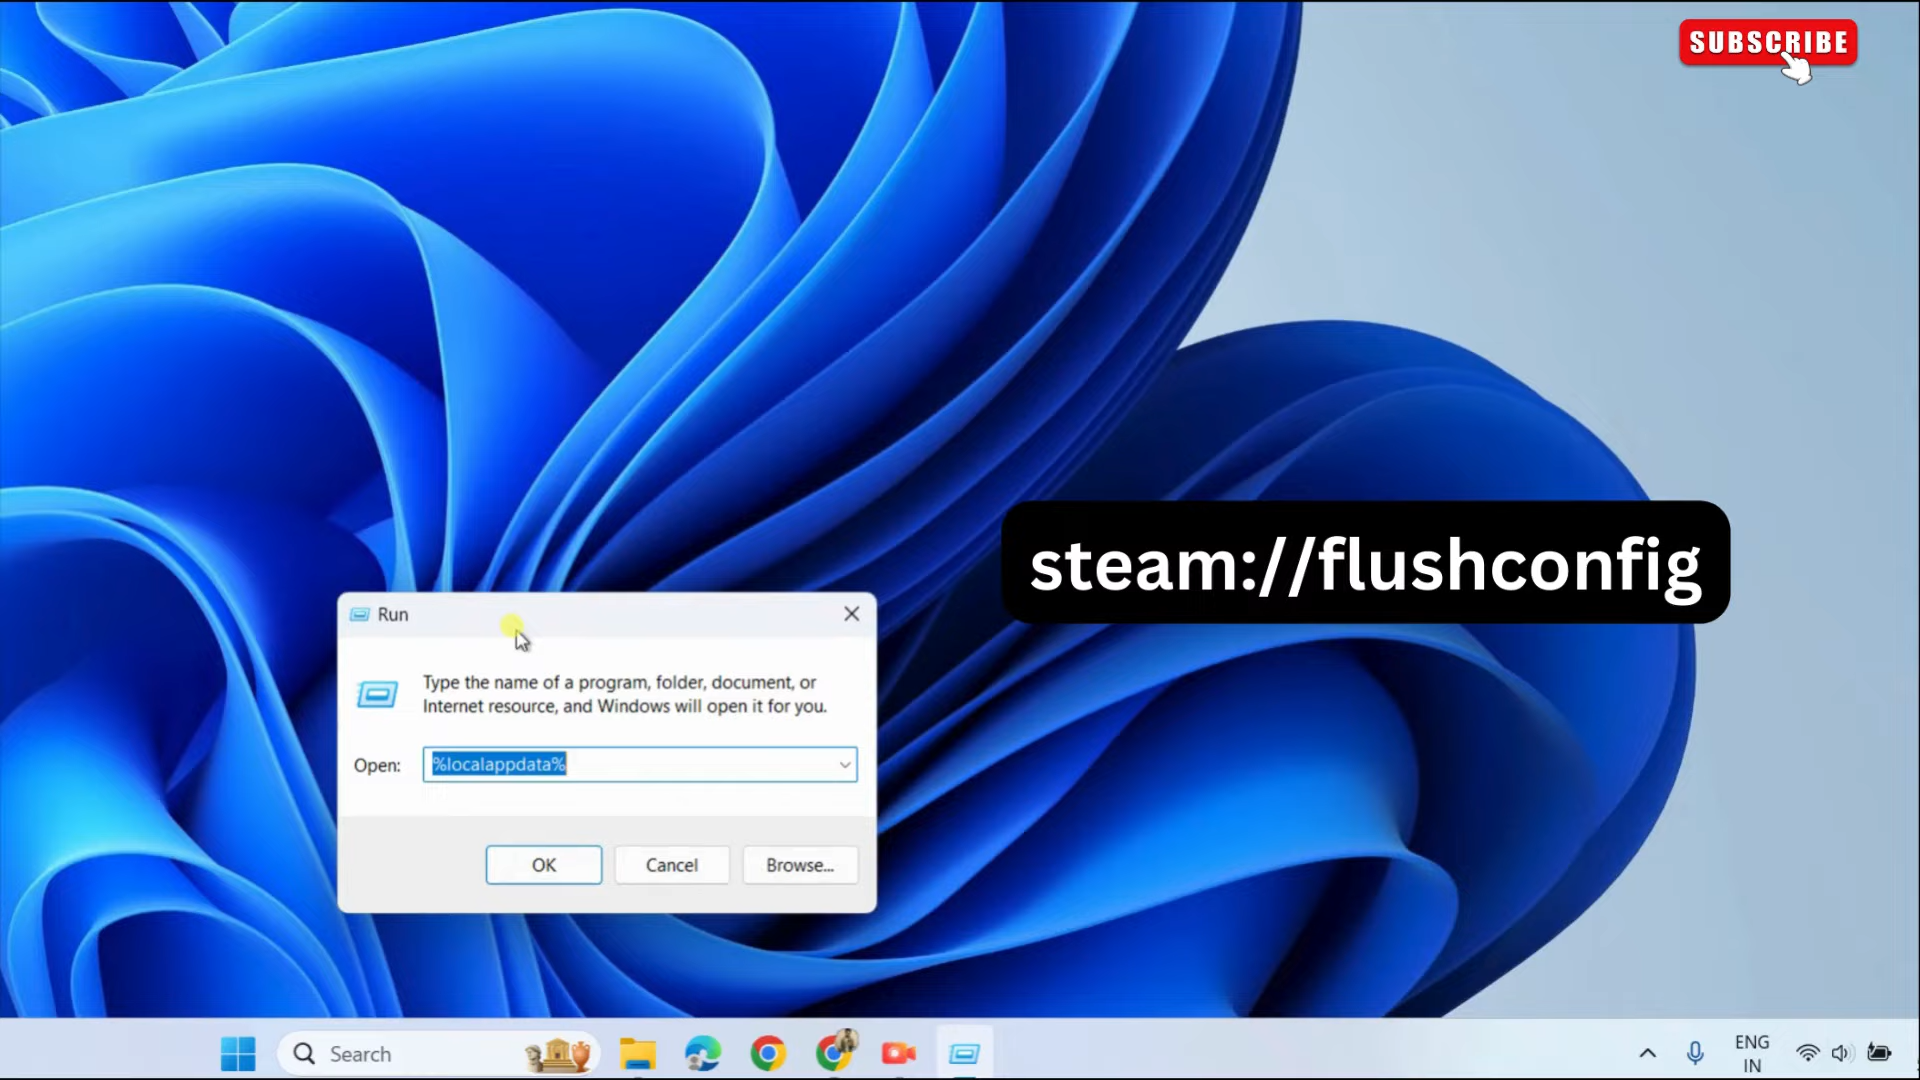 SUBSCRIBE
steam://flushconfig
Run
Type the name of a program, folder, document, or
Internet resource, and Windows will open it for you.
Open: %localappdata%
OK Cancel Browse...
Search
ENG
IN